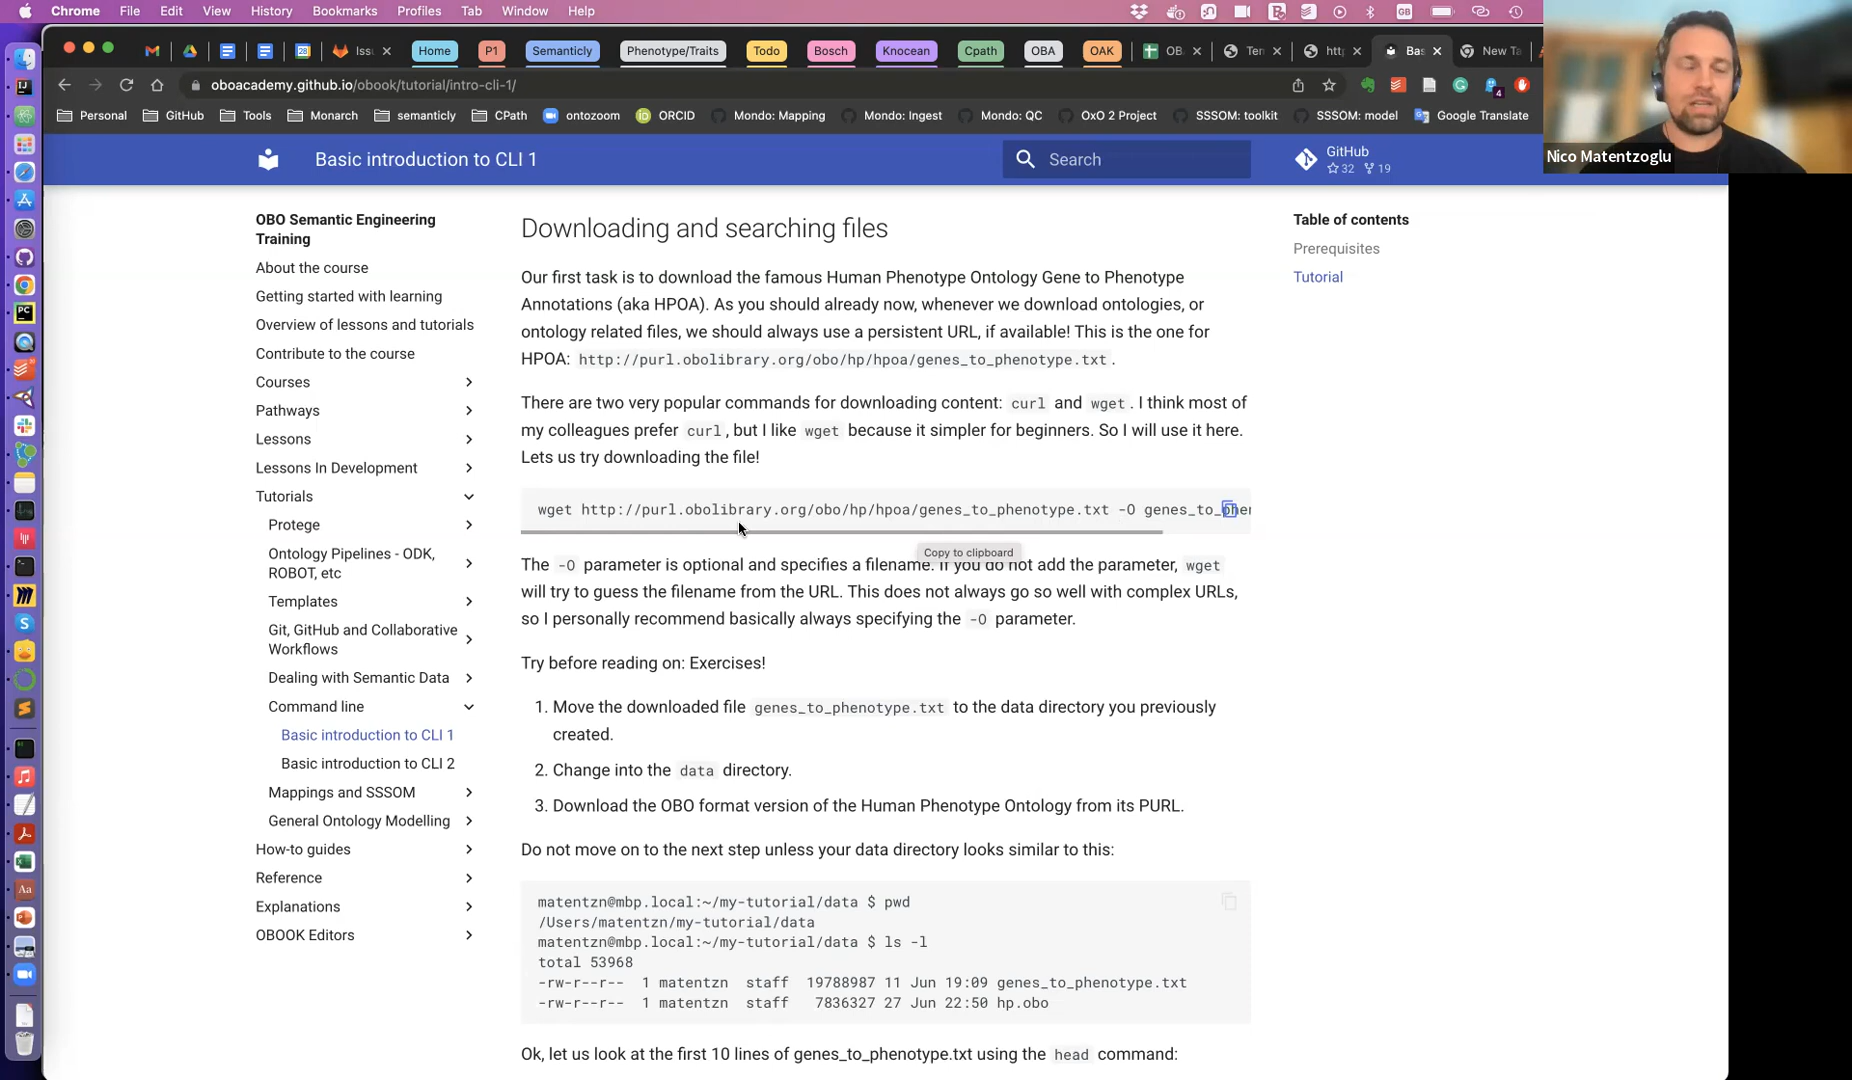 Chrome File Edit View History Bookmarks Profiles Tab Window Help
Issu Home P1 Semanticly Phenotype/Traits Todo Bosch Knocean Cpath OBA OAK OB Ter http Bas New Ta
oboacademy.github.io/obook/tutorial/intro-cli-1/
Personal GitHub Tools Monarch semanticly CPath ontozoom ORCID Mondo: Mapping Mondo: Ingest Mondo: QC OxO 2 Project SSSOM: toolkit SSSOM: model Google Translate
Nico Matentzoglu
Basic introduction to CLI 1
Search
GitHub
32 19
OBO Semantic Engineering
Training
About the course
Getting started with learning
Overview of lessons and tutorials
Contribute to the course
Courses
Pathways
Lessons
Lessons In Development
Tutorials
Protege
Ontology Pipelines - ODK,
ROBOT, etc
Templates
Git, GitHub and Collaborative
Workflows
Dealing with Semantic Data
Command line
Basic introduction to CLI 1
Basic introduction to CLI 2
Mappings and SSSOM
General Ontology Modelling
How-to guides
Reference
Explanations
OBOOK Editors
Downloading and searching files
Our first task is to download the famous Human Phenotype Ontology Gene to Phenotype
Annotations (aka HPOA). As you should already now, whenever we download ontologies, or
ontology related files, we should always use a persistent URL, if available! This is the one for
HPOA: http://purl.obolibrary.org/obo/hp/hpoa/genes_to_phenotype.txt.
There are two very popular commands for downloading content: curl and wget. I think most of
my colleagues prefer curl, but I like wget because it simpler for beginners. So I will use it here.
Lets us try downloading the file!
wget http://purl.obolibrary.org/obo/hp/hpoa/genes_to_phenotype.txt -O genes_to_phen
Copy to clipboard
The -O parameter is optional and specifies a filename. If you do not add the parameter, wget
will try to guess the filename from the URL. This does not always go so well with complex URLs,
so I personally recommend basically always specifying the -O parameter.
Try before reading on: Exercises!
1. Move the downloaded file genes_to_phenotype.txt to the data directory you previously
created.
2. Change into the data directory.
3. Download the OBO format version of the Human Phenotype Ontology from its PURL.
Do not move on to the next step unless your data directory looks similar to this:
matentzn@mbp.local:~/my-tutorial/data $ pwd
/Users/matentzn/my-tutorial/data
matentzn@mbp.local:~/my-tutorial/data $ ls -l
total 53968
-rw-r--r-- 1 matentzn staff 19788987 11 Jun 19:09 genes_to_phenotype.txt
-rw-r--r-- 1 matentzn staff 7836327 27 Jun 22:50 hp.obo
Ok, let us look at the first 10 lines of genes_to_phenotype.txt using the head command:
Table of contents
Prerequisites
Tutorial